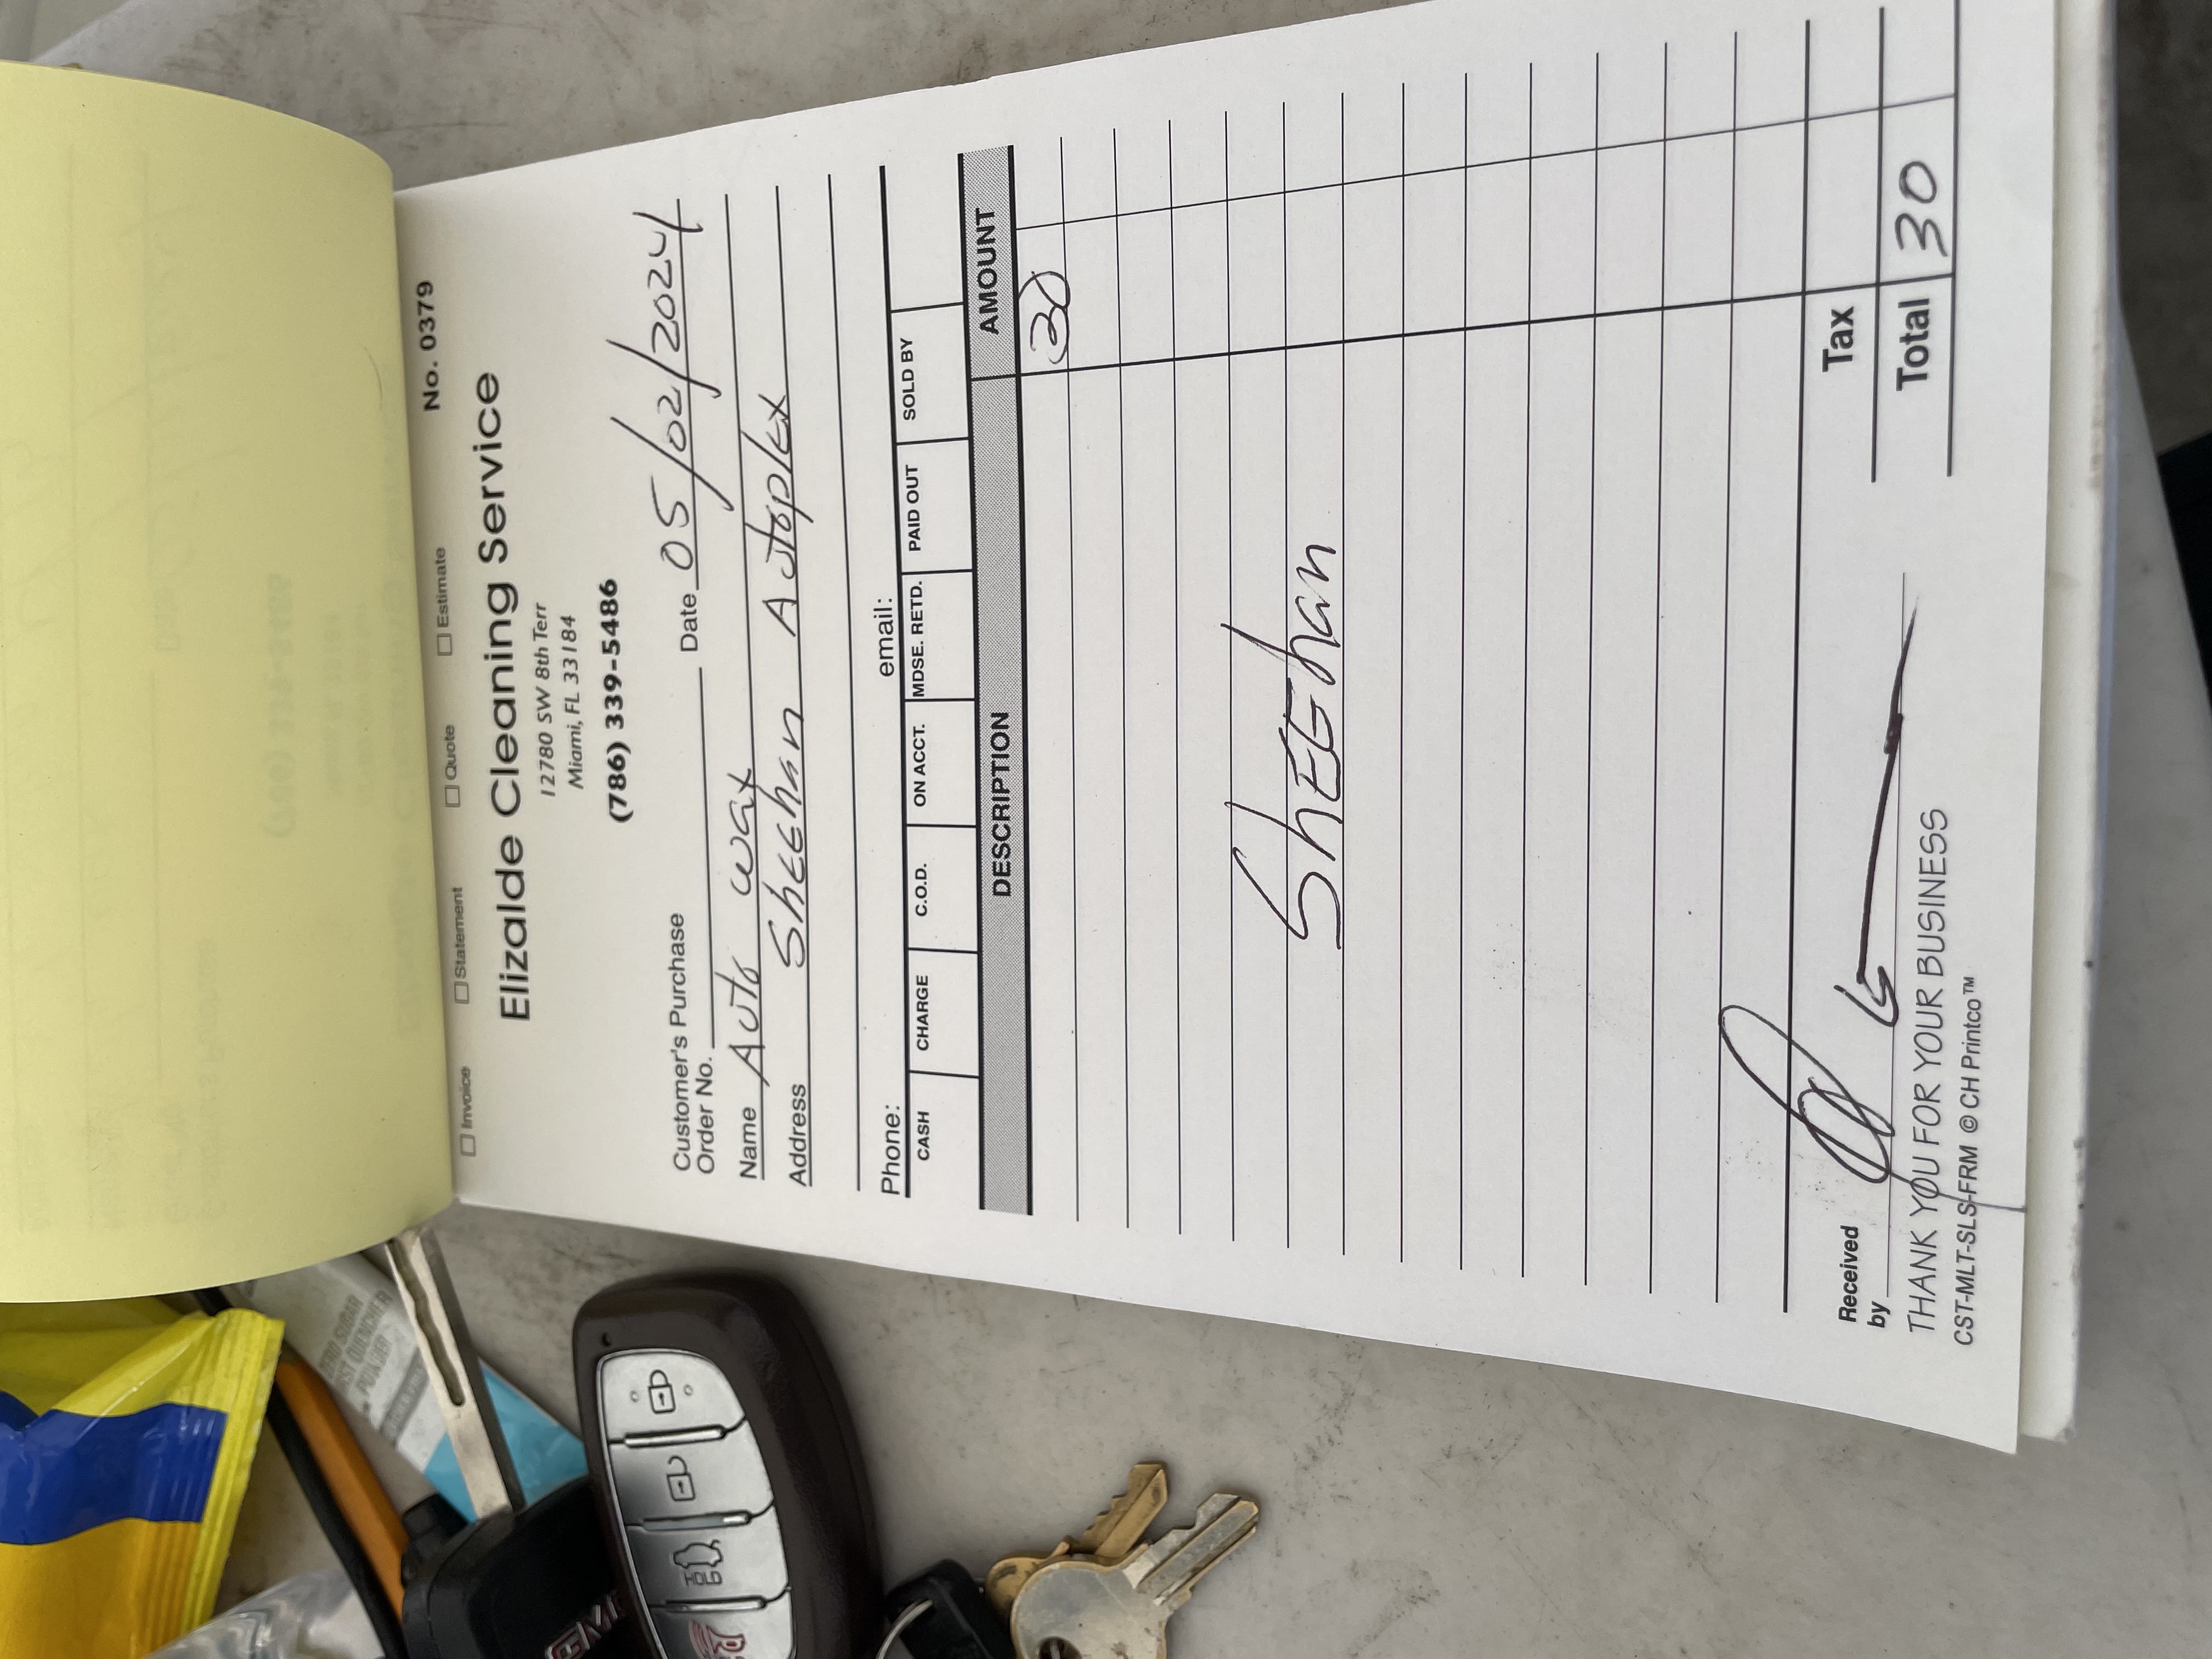 No. 0379
☐ Invoice ☐ Statement ☐ Quote ☐ Estimate
Elizalde Cleaning Service
12780 SW 8th Terr
Miami, FL 33184
(786) 339-5486
Customer's Purchase
Order No. Date 05/02/2024
Name Auto wax
Address Sheehan Autoplex
Phone: email:
CASH CHARGE C.O.D. ON ACCT. MDSE. RETD. PAID OUT SOLD BY
DESCRIPTION AMOUNT
30
ShEEhan
Tax
Received
by Total 30
THANK YOU FOR YOUR BUSINESS
CST-MLT-SLS-FRM © CH Printco™
GMC